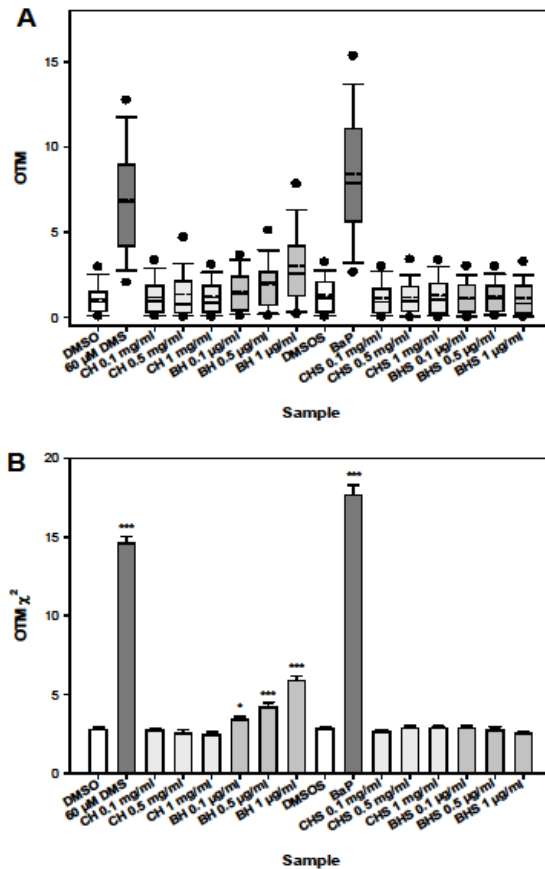 A
15
10
5
0
OTM
DMSO
60 µM DMS
CH 0.1 mg/ml
CH 0.5 mg/ml
CH 1 mg/ml
BH 0.1 µg/ml
BH 0.5 µg/ml
BH 1 µg/ml
DMSOS
BaP
CHS 0.1 mg/ml
CHS 0.5 mg/ml
CHS 1 mg/ml
BHS 0.1 µg/ml
BHS 0.5 µg/ml
BHS 1 µg/ml
Sample
B
20
15
10
5
0
OTM χ²
***
*
***
***
***
DMSO
60 µM DMS
CH 0.1 mg/ml
CH 0.5 mg/ml
CH 1 mg/ml
BH 0.1 µg/ml
BH 0.5 µg/ml
BH 1 µg/ml
DMSOS
BaP
CHS 0.1 mg/ml
CHS 0.5 mg/ml
CHS 1 mg/ml
BHS 0.1 µg/ml
BHS 0.5 µg/ml
BHS 1 µg/ml
Sample